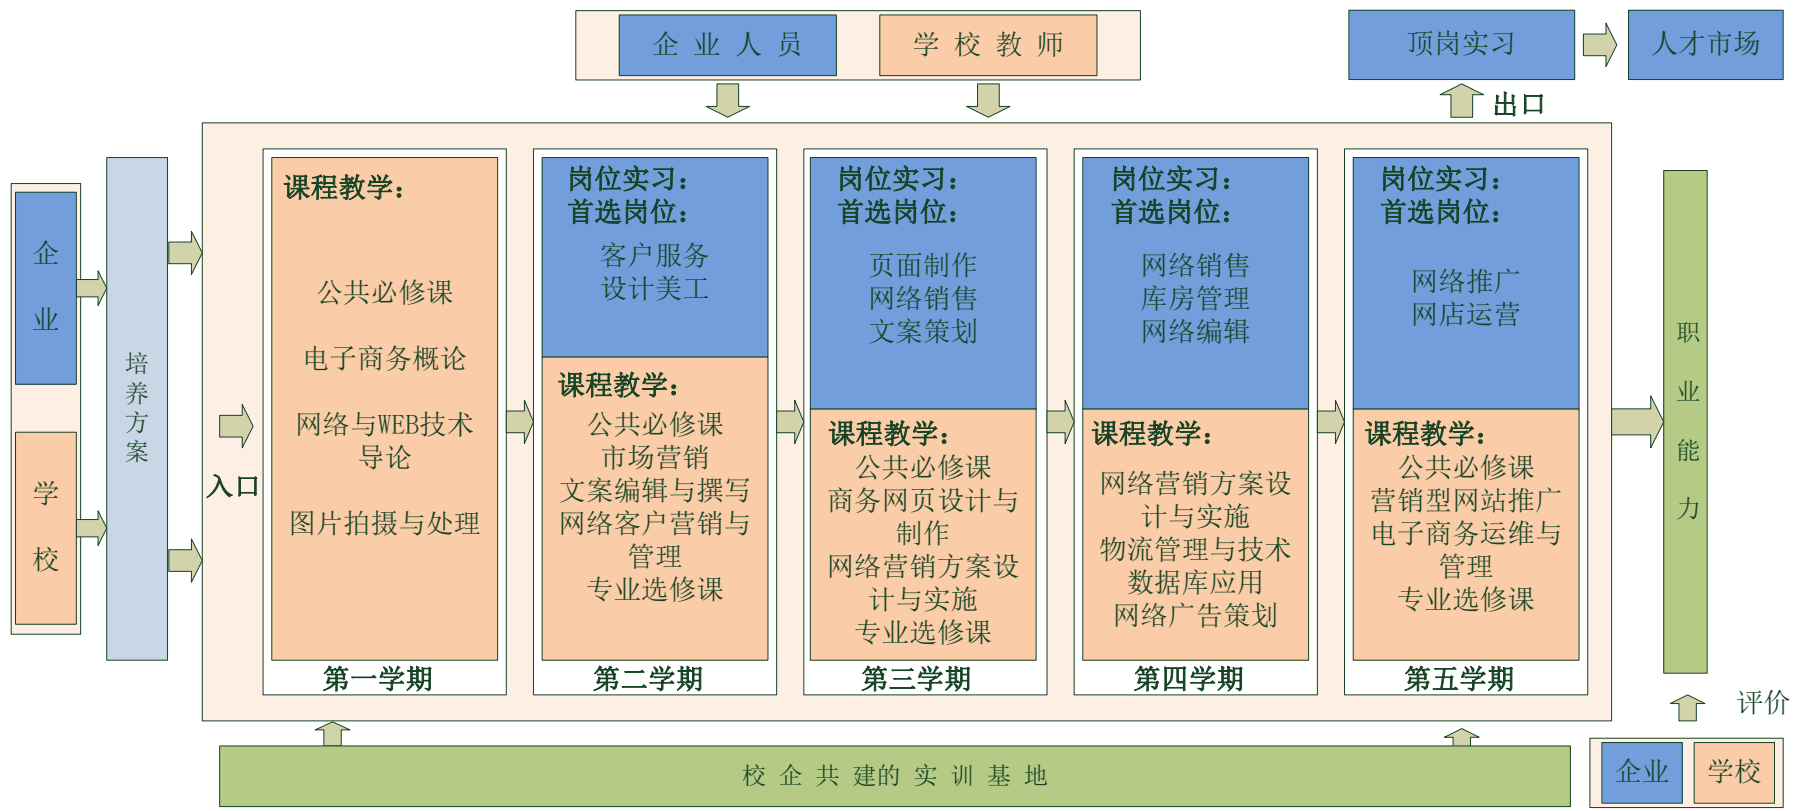 企 业 人 员
学 校 教 师
顶岗实习
人才市场
出口
企
业
学
校
培
养
方
案
入口
课程教学：
公共必修课
电子商务概论
网络与WEB技术
导论
图片拍摄与处理
第一学期
岗位实习：
首选岗位：
客户服务
设计美工
课程教学：
公共必修课
市场营销
文案编辑与撰写
网络客户营销与
管理
专业选修课
第二学期
岗位实习：
首选岗位：
页面制作
网络销售
文案策划
课程教学：
公共必修课
商务网页设计与
制作
网络营销方案设
计与实施
专业选修课
第三学期
岗位实习：
首选岗位：
网络销售
库房管理
网络编辑
课程教学：
网络营销方案设
计与实施
物流管理与技术
数据库应用
网络广告策划
第四学期
岗位实习：
首选岗位：
网络推广
网店运营
课程教学：
公共必修课
营销型网站推广
电子商务运维与
管理
专业选修课
第五学期
职
业
能
力
评价
企业
学校
校 企 共 建的 实 训 基 地